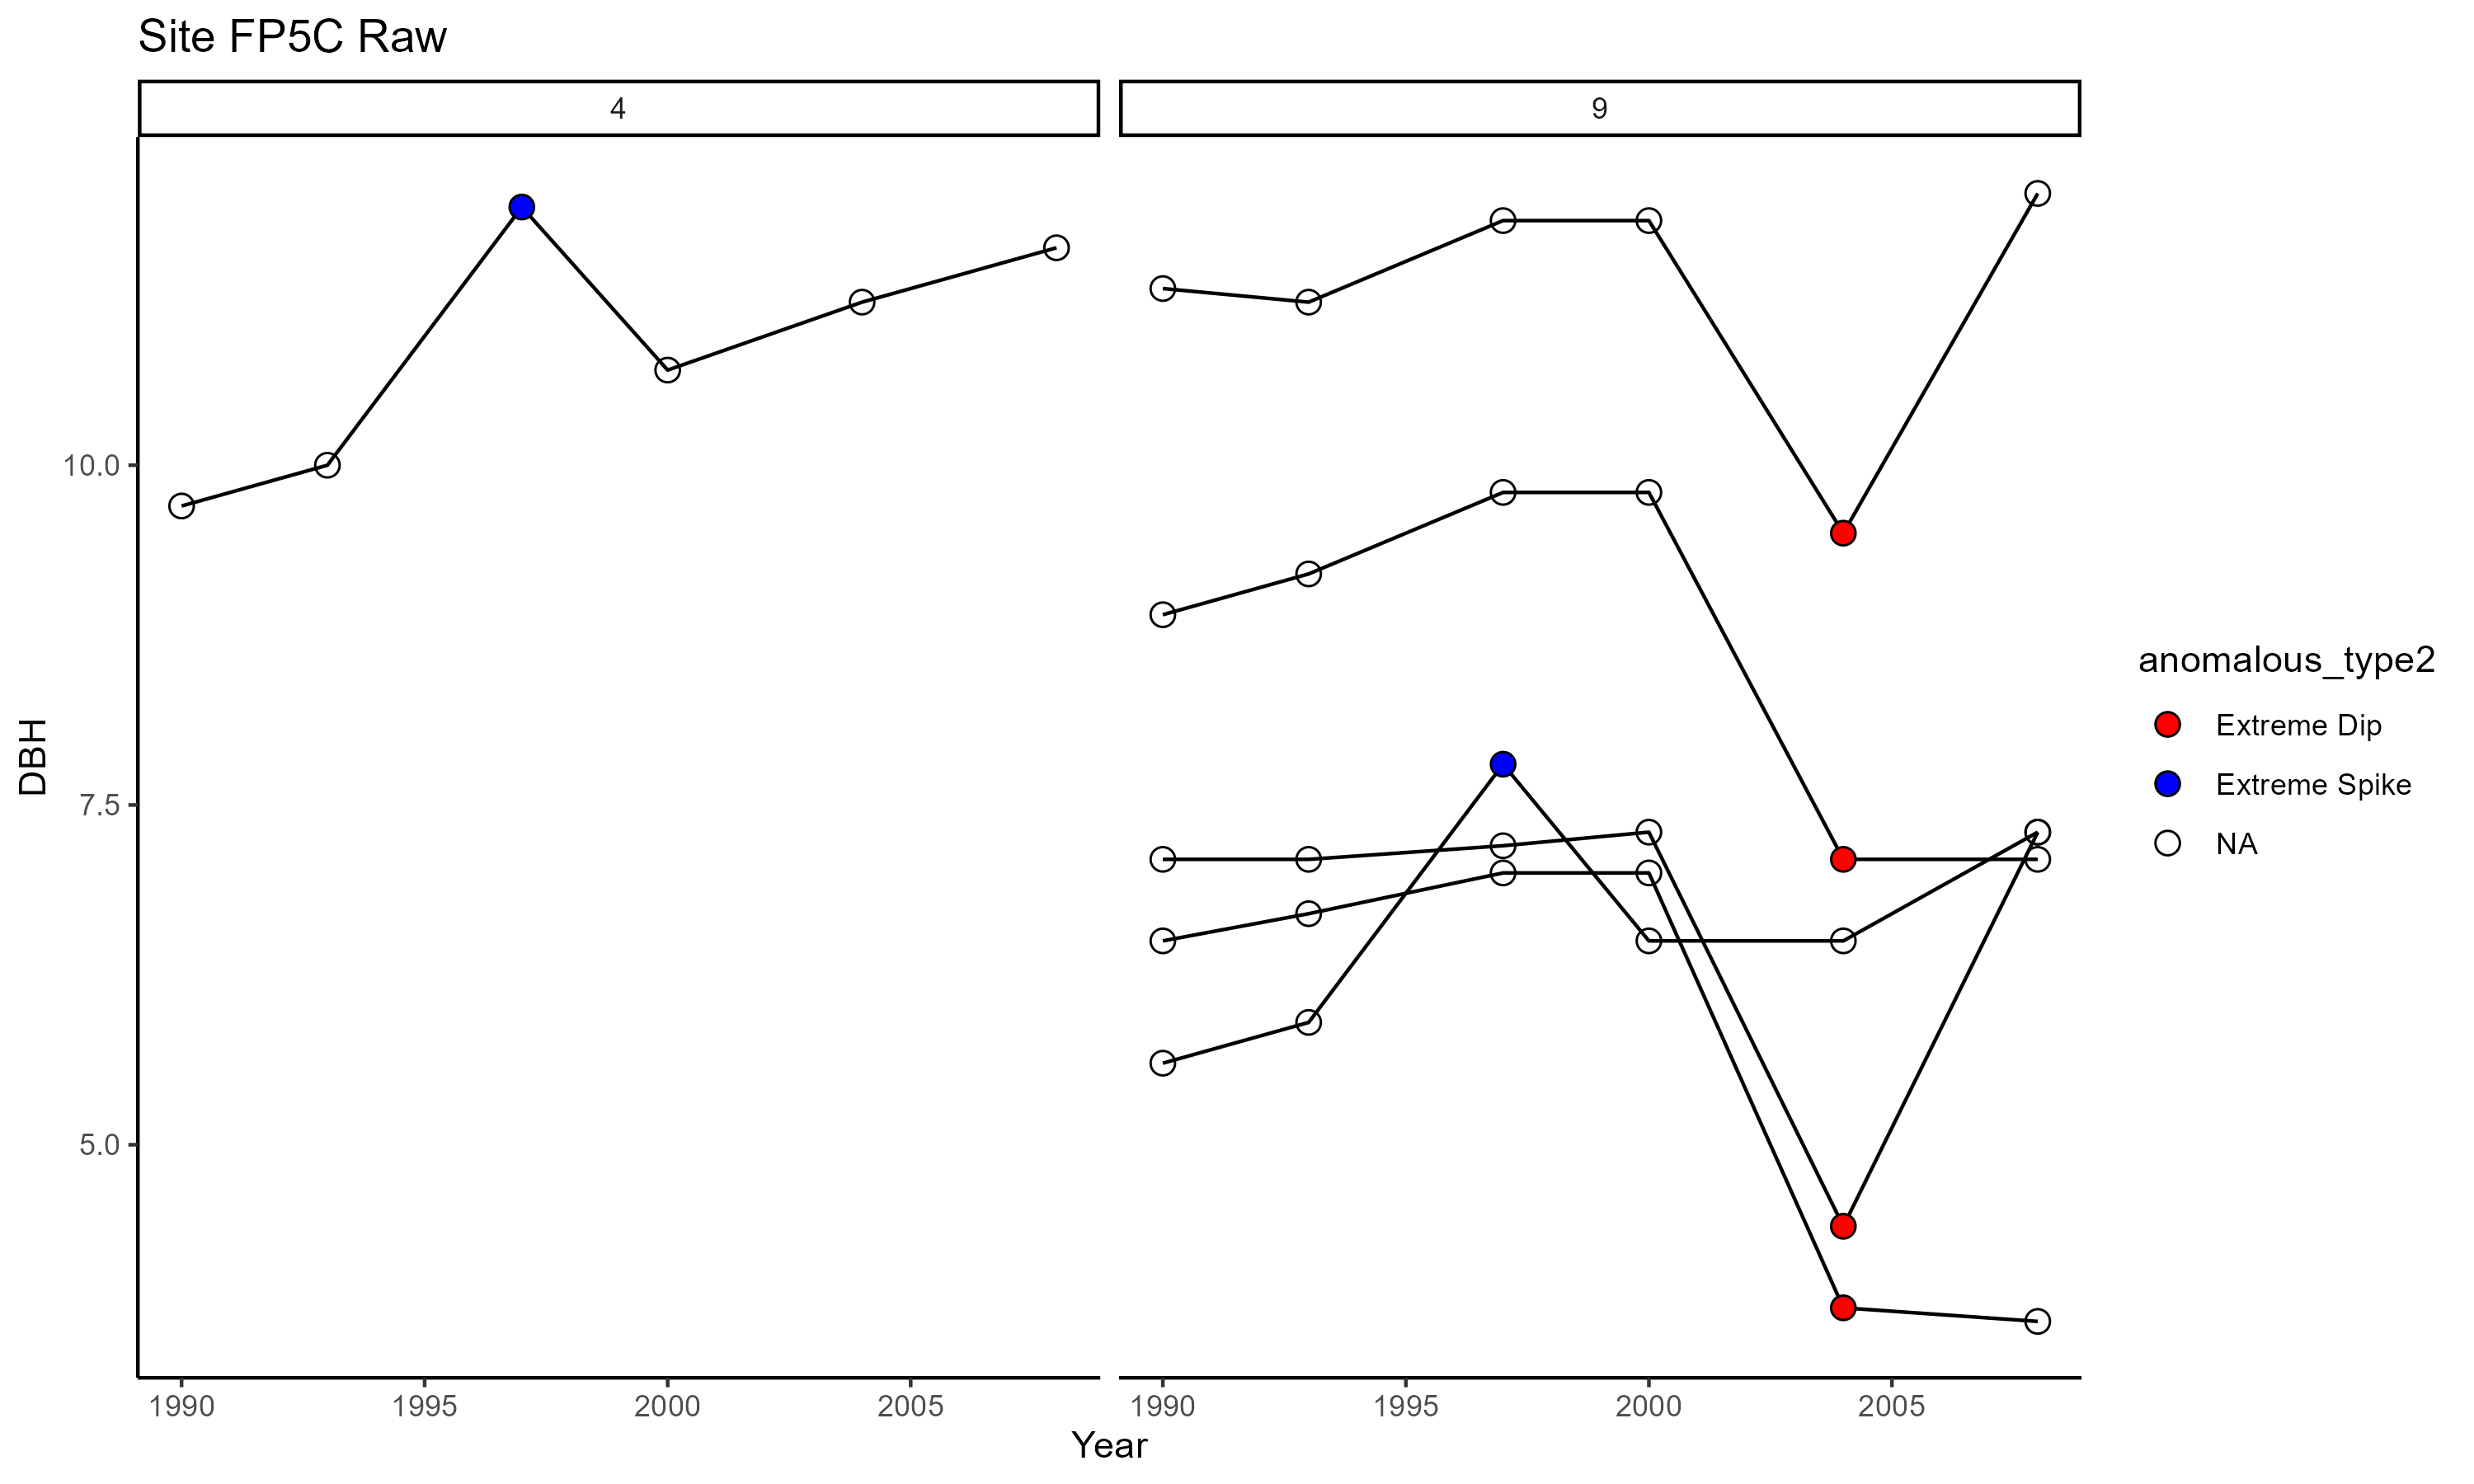 Site FP5C Raw
4
9
10.0
7.5
5.0
DBH
1990 1995 2000 2005
1990 1995 2000 2005
Year
anomalous_type2
Extreme Dip
Extreme Spike
NA